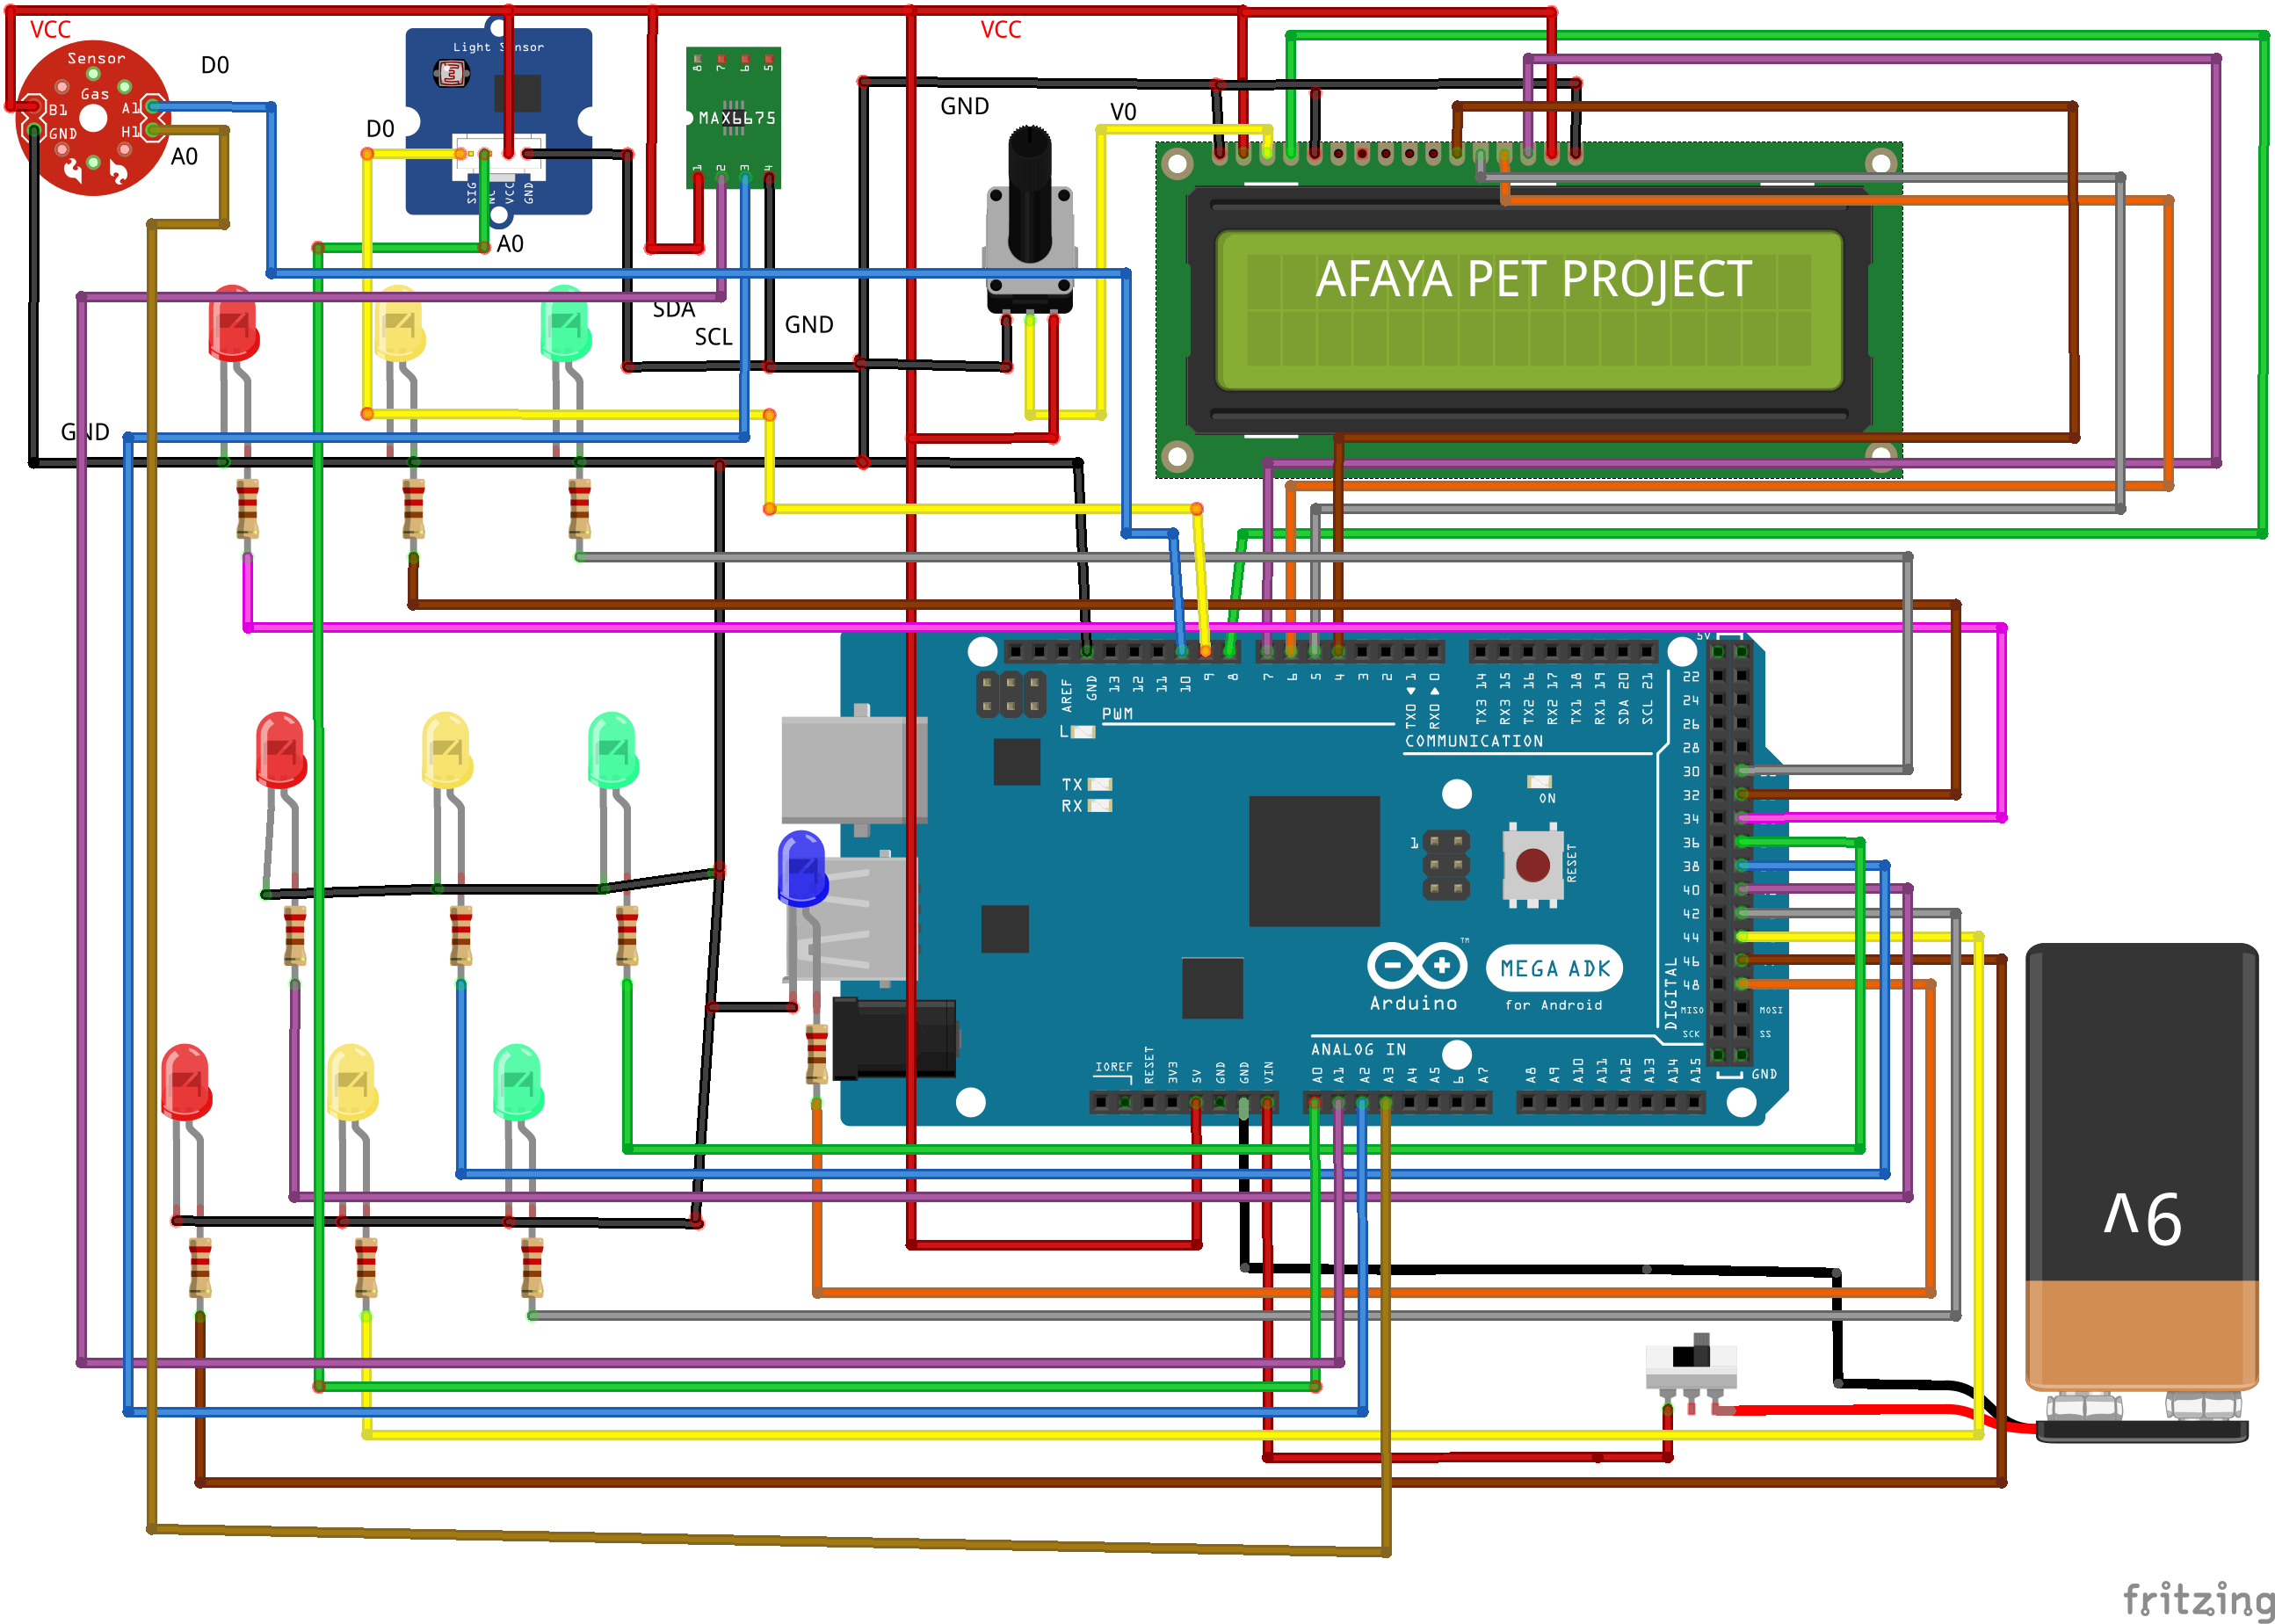 VCC
VCC
Sensor
Gas
B1
GND
A1
H1
D0
A0
Light Sensor
D0
SIG
NC
VCC
GND
A0
8 7 6 5
MAX6675
1 2 3 4
SDA
SCL
GND
GND
V0
GND
AFAYA PET PROJECT
AREF
GND
13
12
11
10
9
8
7
6
5
4
3
2
TX0 1
RX0 0
TX3 14
RX3 15
TX2 16
RX2 17
TX1 18
RX1 19
SDA 20
SCL 21
PWM
L
COMMUNICATION
TX
RX
ON
1
RESET
5V
22
24
26
28
30
32
34
36
38
40
42
44
46
48
MISO
MOSI
SCK
SS
GND
DIGITAL
Arduino
TM
MEGA ADK
for Android
ANALOG IN
IOREF
RESET
3V3
5V
GND
GND
VIN
A0
A1
A2
A3
A4
A5
6
A7
A8
A9
A10
A11
A12
A13
A14
A15
9V
fritzing